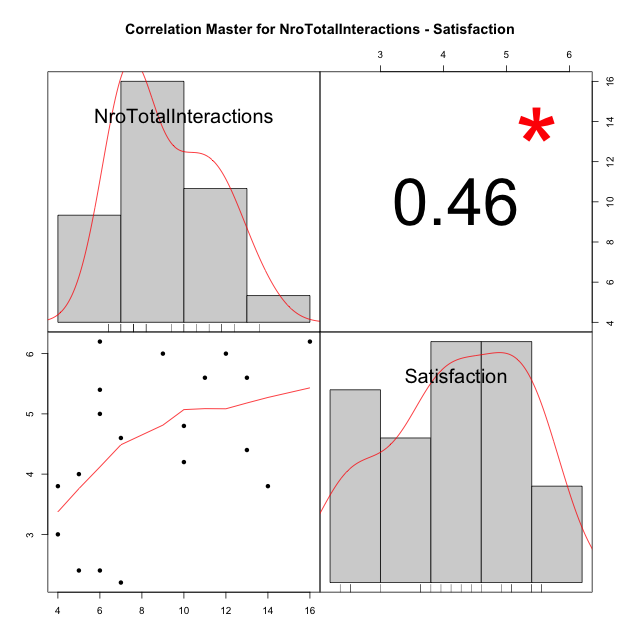 Correlation Master for NroTotalInteractions - Satisfaction
3 4 5 6
NroTotalInteractions
*
0.46
16
14
12
10
8
6
4
Satisfaction
6
5
4
3
4 6 8 10 12 14 16